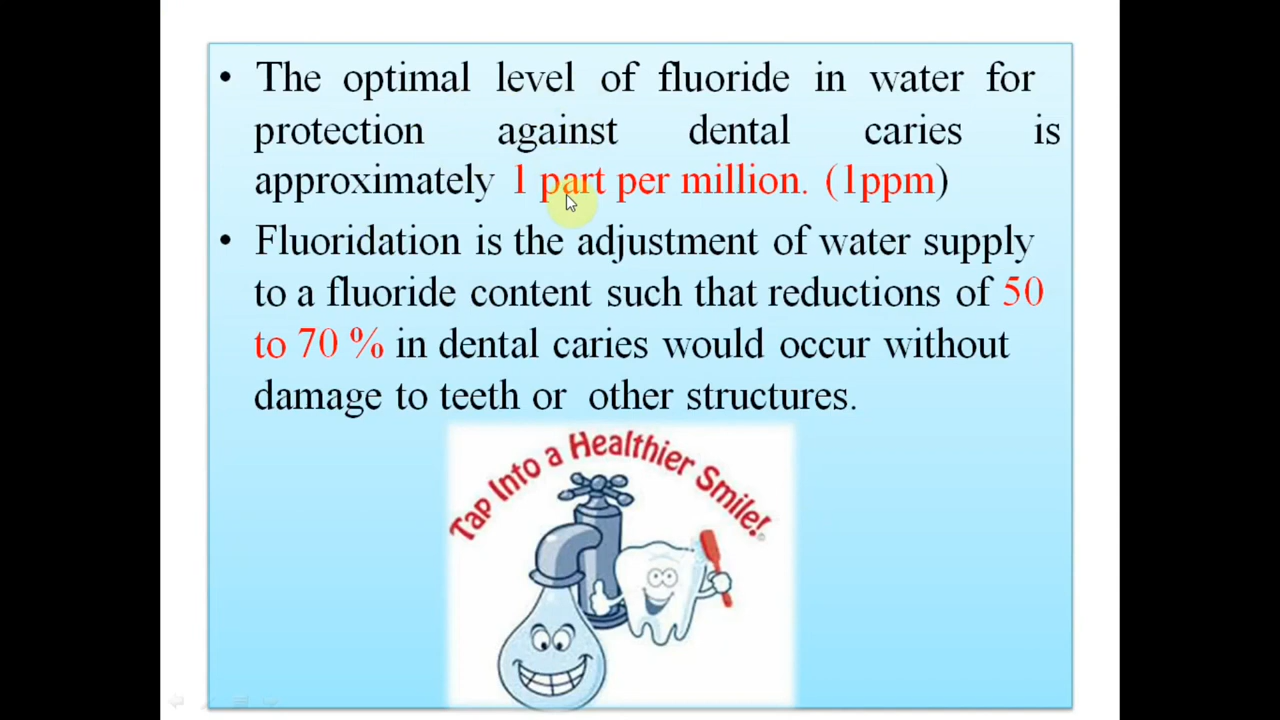 • The optimal level of fluoride in water for
protection against dental caries is
approximately 1 part per million. (1ppm)
• Fluoridation is the adjustment of water supply
to a fluoride content such that reductions of 50
to 70 % in dental caries would occur without
damage to teeth or other structures.
Tap Into a Healthier Smile!